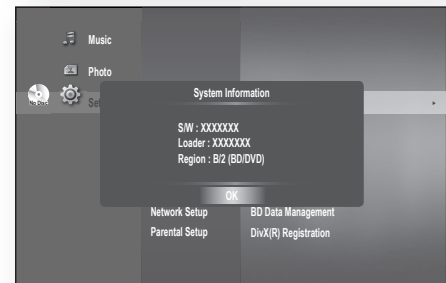 Music
Photo
No Disc
Set
System Information
S/W : XXXXXXX
Loader : XXXXXXX
Region : B/2 (BD/DVD)
OK
Network Setup BD Data Management
Parental Setup DivX(R) Registration